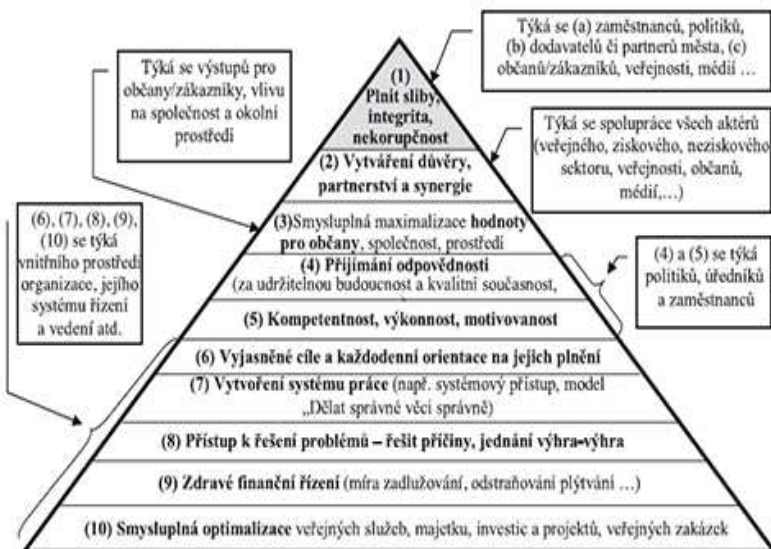 Týká se (a) zaměstnanců, politiků,
(b) dodavatelů či partnerů města, (c)
občanů/zákazníků, veřejnosti, médií …
Týká se výstupů pro
občany/zákazníky, vlivu
na společnost a okolní
prostředí
(1)
Plnit sliby,
integrita,
nekorupčnost
Týká se spolupráce všech aktérů
(veřejného, ziskového, neziskového
sektoru, veřejnosti, občanů,
médií,…)
(2) Vytváření důvěry,
partnerství a synergie
(6), (7), (8), (9),
(10) se týká
vnitřního prostředí
organizace, jejího
systému řízení
a vedení atd.
(3)Smysluplná maximalizace hodnoty
pro občany, společnost, prostředí
(4) Přijímání odpovědnosti
(za udržitelnou budoucnost a kvalitní současnost,
(4) a (5) se týká
politiků, úředníků
a zaměstnanců
(5) Kompetentnost, výkonnost, motivovanost
(6) Vyjasněné cíle a každodenní orientace na jejich plnění
(7) Vytvoření systému práce (např. systémový přístup, model
„Dělat správné věci správně)
(8) Přístup k řešení problémů – řešit příčiny, jednání výhra-výhra
(9) Zdravé finanční řízení (míra zadlužování, odstraňování plýtvání …)
(10) Smysluplná optimalizace veřejných služeb, majetku, investic a projektů, veřejných zakázek